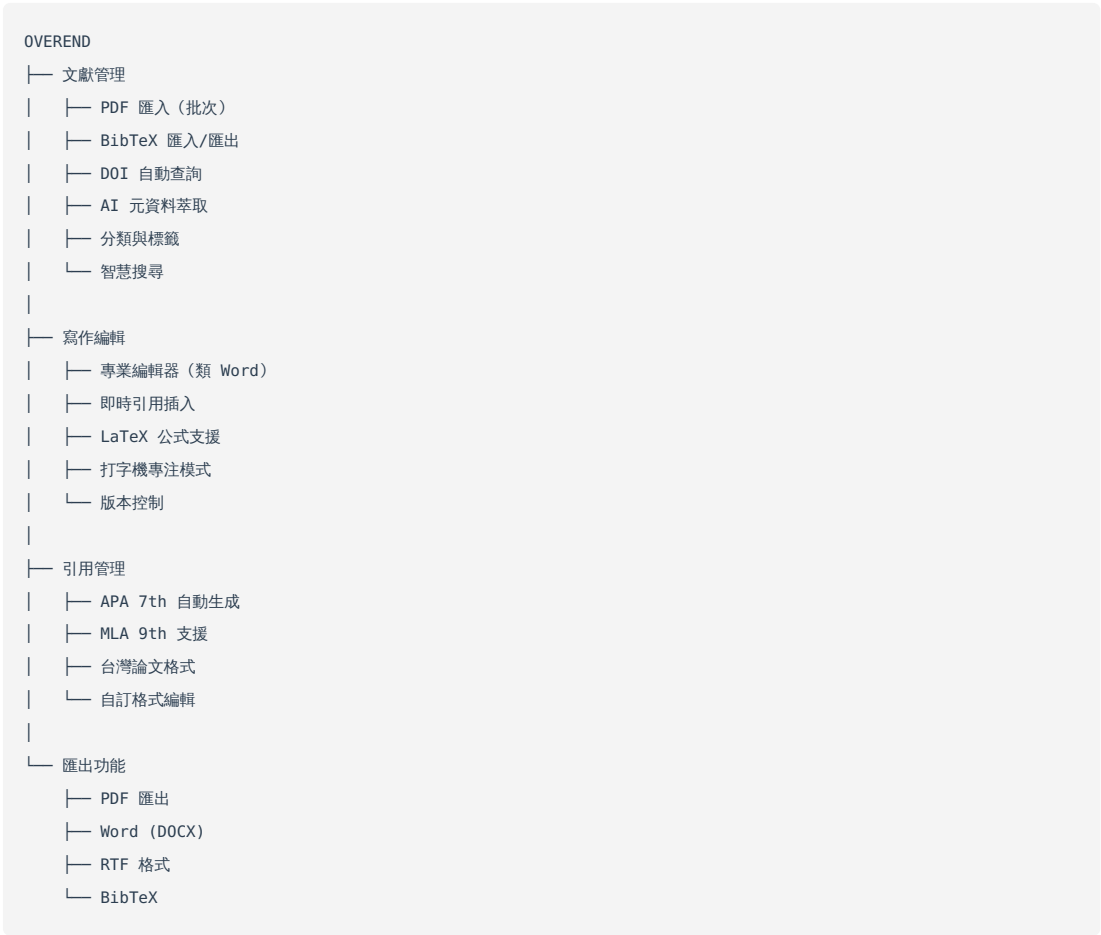 OVEREND
├── 文獻管理
│   ├── PDF 匯入（批次）
│   ├── BibTeX 匯入/匯出
│   ├── DOI 自動查詢
│   ├── AI 元資料萃取
│   ├── 分類與標籤
│   └── 智慧搜尋
│
├── 寫作編輯
│   ├── 專業編輯器（類 Word）
│   ├── 即時引用插入
│   ├── LaTeX 公式支援
│   ├── 打字機專注模式
│   └── 版本控制
│
├── 引用管理
│   ├── APA 7th 自動生成
│   ├── MLA 9th 支援
│   ├── 台灣論文格式
│   └── 自訂格式編輯
│
└── 匯出功能
    ├── PDF 匯出
    ├── Word (DOCX)
    ├── RTF 格式
    └── BibTeX